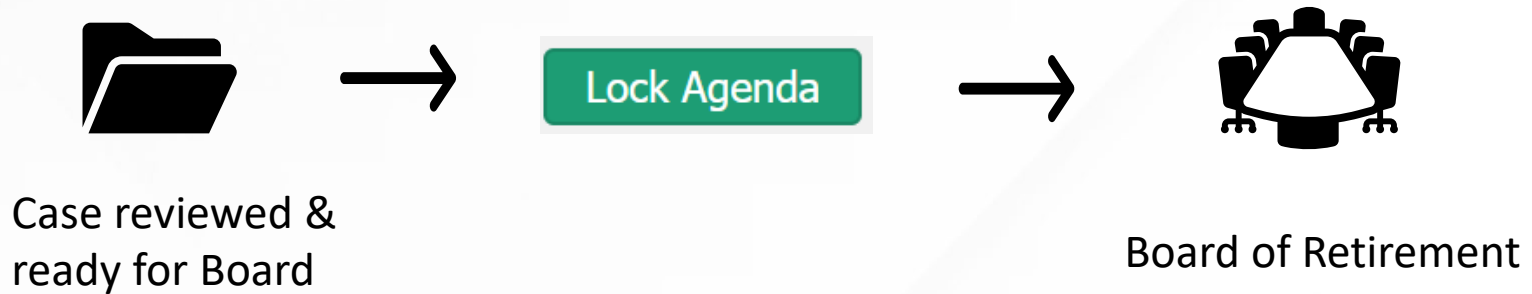 Lock Agenda
Case reviewed &
ready for Board
Board of Retirement